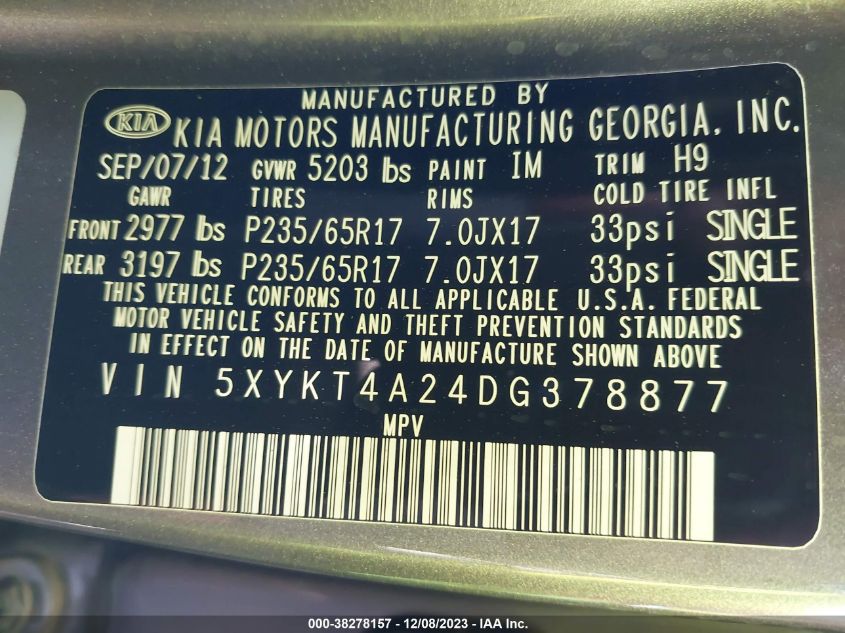 MANUFACTURED BY
KIA KIA MOTORS MANUFACTURING GEORGIA, INC.
SEP/07/12 GVWR 5203 lbs PAINT IM TRIM H9
GAWR TIRES RIMS COLD TIRE INFL
FRONT 2977 lbs P235/65R17 7.0JX17 33psi SINGLE
REAR 3197 lbs P235/65R17 7.0JX17 33psi SINGLE
THIS VEHICLE CONFORMS TO ALL APPLICABLE U.S.A. FEDERAL
MOTOR VEHICLE SAFETY AND THEFT PREVENTION STANDARDS
IN EFFECT ON THE DATE OF MANUFACTURE SHOWN ABOVE
VIN 5XYKT4A24DG378877
MPV
000-38278157 - 12/08/2023 - IAA Inc.